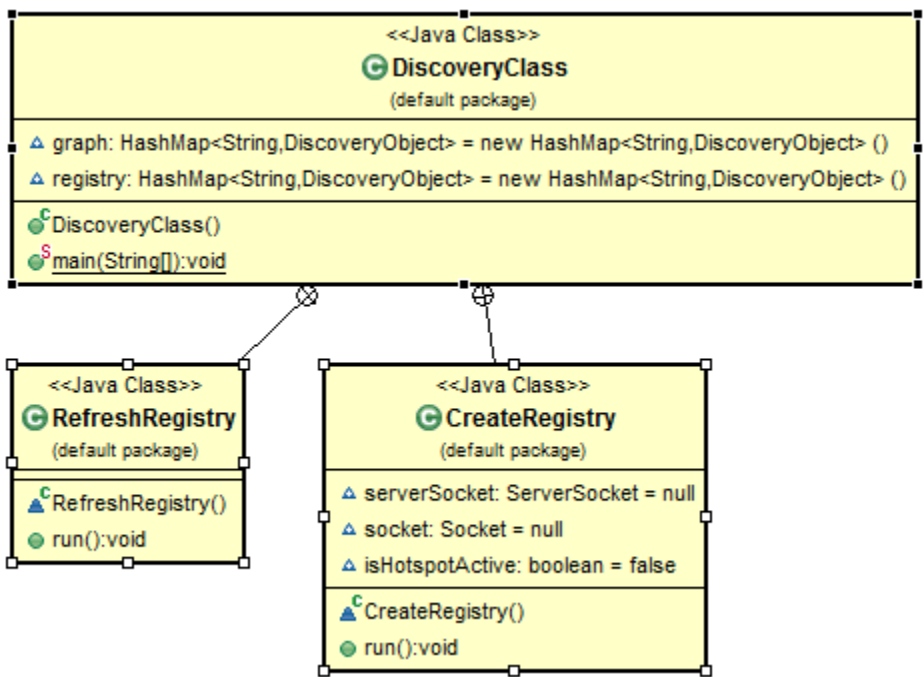 <<Java Class>>
DiscoveryClass
(default package)
graph: HashMap<String,DiscoveryObject> = new HashMap<String,DiscoveryObject> ()
registry: HashMap<String,DiscoveryObject> = new HashMap<String,DiscoveryObject> ()
DiscoveryClass()
main(String[]):void
<<Java Class>>
RefreshRegistry
(default package)
RefreshRegistry()
run():void
<<Java Class>>
CreateRegistry
(default package)
serverSocket: ServerSocket = null
socket: Socket = null
isHotspotActive: boolean = false
CreateRegistry()
run():void